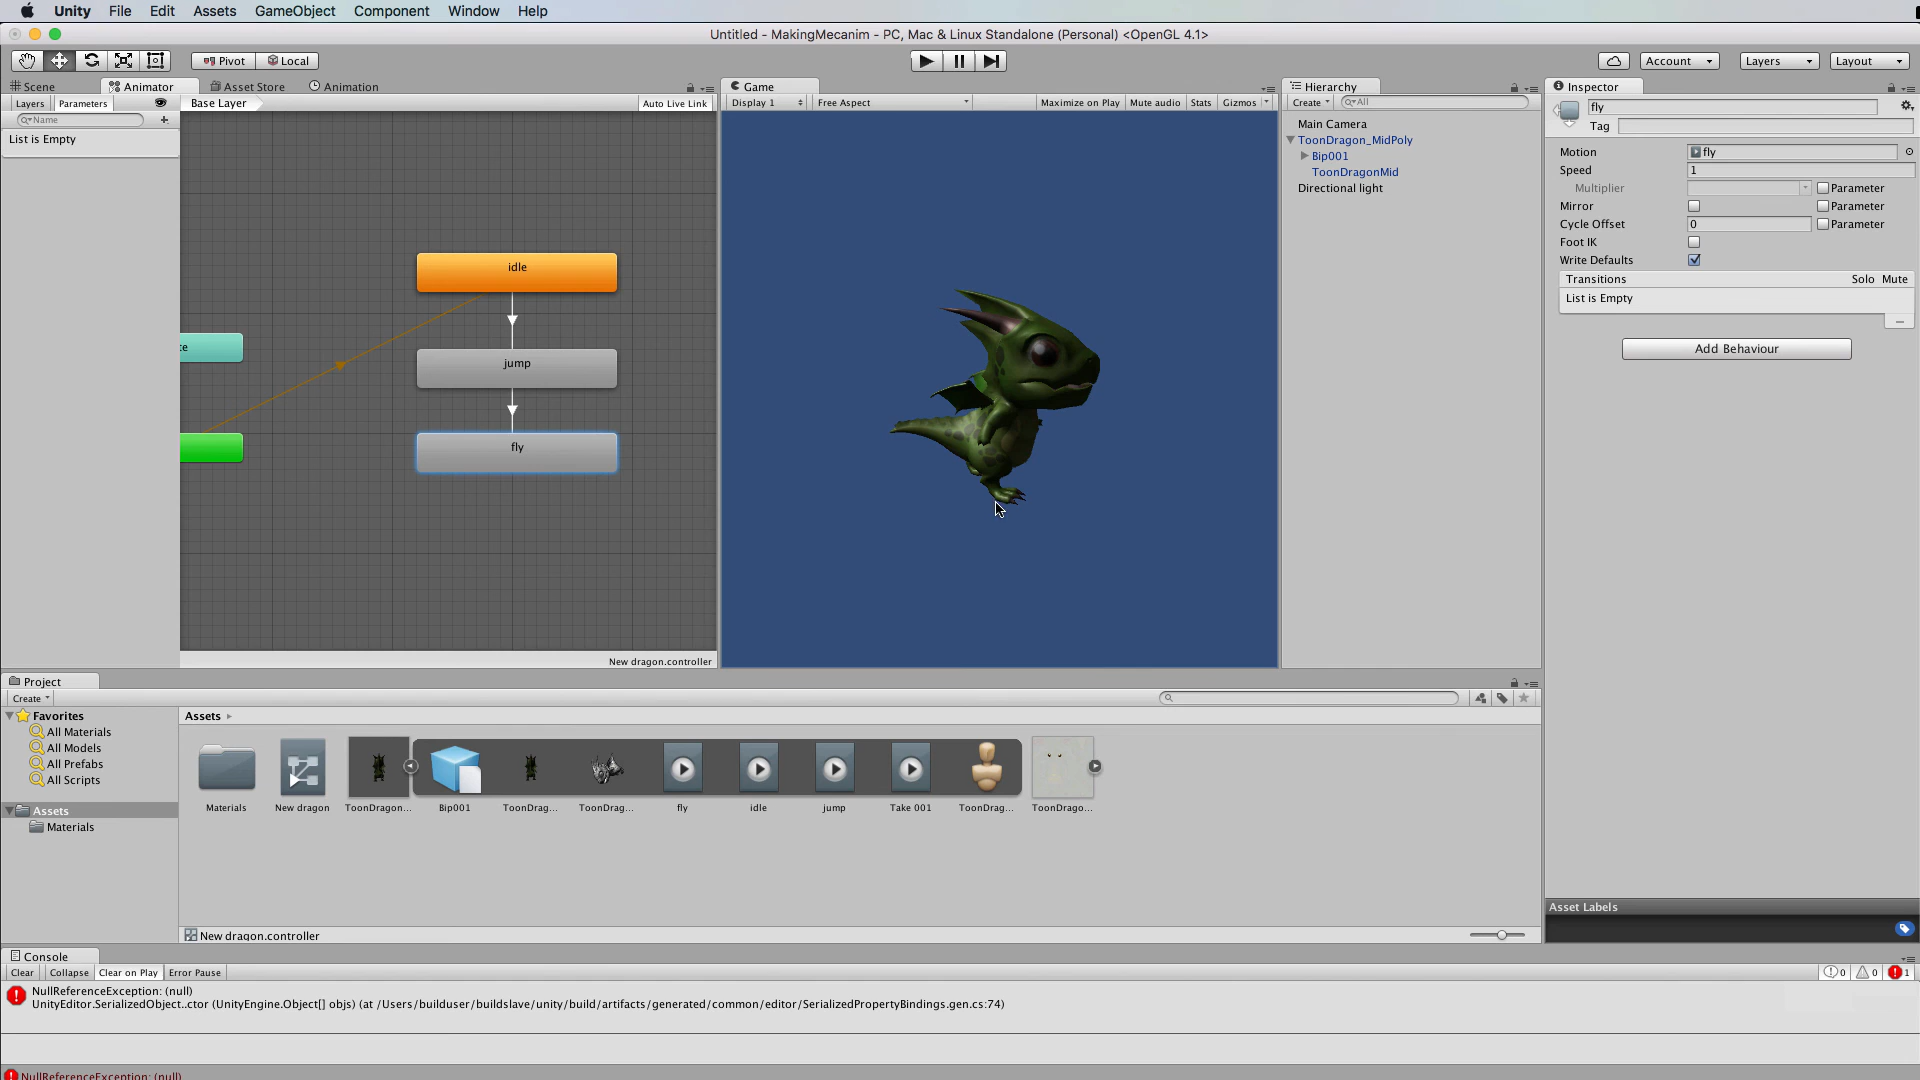 Unity File Edit Assets GameObject Component Window Help
Untitled - MakingMecanim - PC, Mac & Linux Standalone (Personal) <OpenGL 4.1>
Pivot Local Account Layers Layout
Scene Animator Asset Store Animation
Layers Parameters Base Layer Auto Live Link
Name
List is Empty
idle
te
jump
fly
New dragon.controller
Game
Display 1 Free Aspect Maximize on Play Mute audio Stats Gizmos
Hierarchy
Create All
Main Camera
ToonDragon_MidPoly
Bip001
ToonDragonMid
Directional light
Inspector
fly
Tag
Motion fly
Speed 1
Multiplier Parameter
Mirror Parameter
Cycle Offset 0 Parameter
Foot IK
Write Defaults
Transitions Solo Mute
List is Empty
Add Behaviour
Asset Labels
Project
Create
Favorites
All Materials
All Models
All Prefabs
All Scripts
Assets
Materials
Assets
Materials New dragon ToonDragon... Bip001 ToonDrag... ToonDrag... fly idle jump Take 001 ToonDrag... ToonDrago...
New dragon.controller
Console
Clear Collapse Clear on Play Error Pause 0 0 1
NullReferenceException: (null)
UnityEditor.SerializedObject..ctor (UnityEngine.Object[] objs) (at /Users/builduser/buildslave/unity/build/artifacts/generated/common/editor/SerializedPropertyBindings.gen.cs:74)
NullReferenceException: (null)